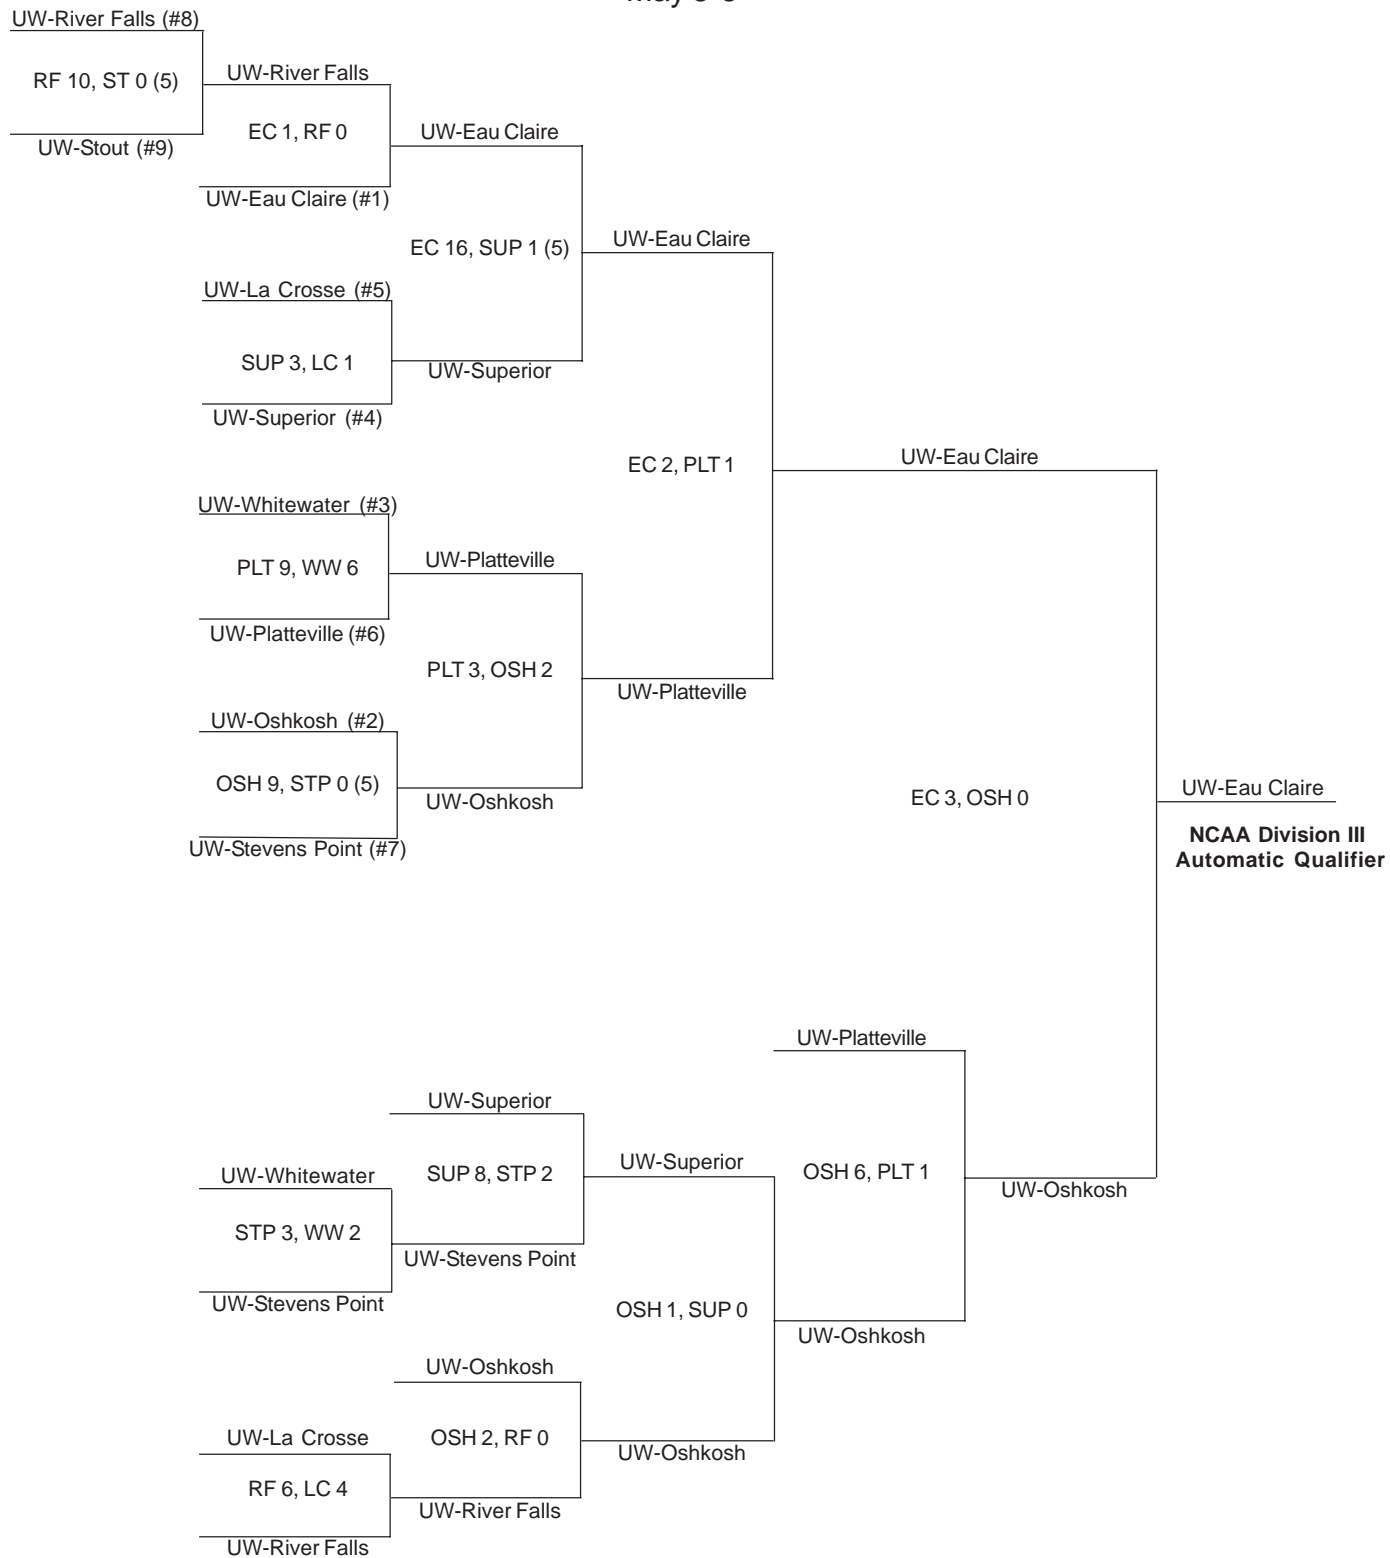 UW-River Falls (#8)
RF 10, ST 0 (5)
UW-Stout (#9)
UW-River Falls
EC 1, RF 0
UW-Eau Claire (#1)
UW-Eau Claire
EC 16, SUP 1 (5)
UW-La Crosse (#5)
SUP 3, LC 1
UW-Superior (#4)
UW-Superior
UW-Eau Claire
EC 2, PLT 1
UW-Whitewater (#3)
PLT 9, WW 6
UW-Platteville (#6)
UW-Platteville
PLT 3, OSH 2
UW-Platteville
UW-Oshkosh (#2)
OSH 9, STP 0 (5)
UW-Stevens Point (#7)
UW-Oshkosh
UW-Eau Claire
EC 3, OSH 0
UW-Eau Claire
NCAA Division III
Automatic Qualifier
UW-Platteville
UW-Superior
SUP 8, STP 2
UW-Whitewater
STP 3, WW 2
UW-Stevens Point
UW-Stevens Point
UW-Superior
OSH 1, SUP 0
OSH 6, PLT 1
UW-Oshkosh
UW-Oshkosh
UW-Oshkosh
OSH 2, RF 0
UW-Oshkosh
UW-La Crosse
RF 6, LC 4
UW-River Falls
UW-River Falls